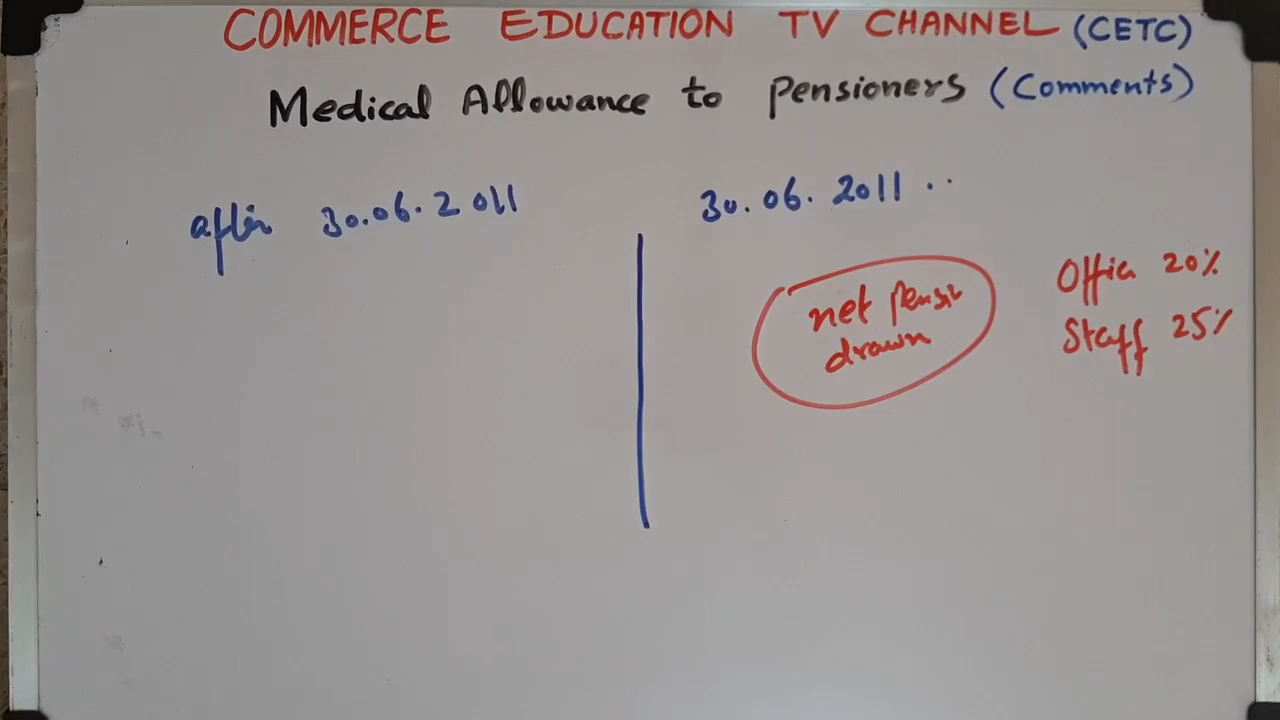 COMMERCE EDUCATION TV CHANNEL (CETC)
Medical Allowance to Pensioners (Comments)
after 30.06.2011
30.06.2011 ..
net Pensi
drawn
Offic 20%
Staff 25%